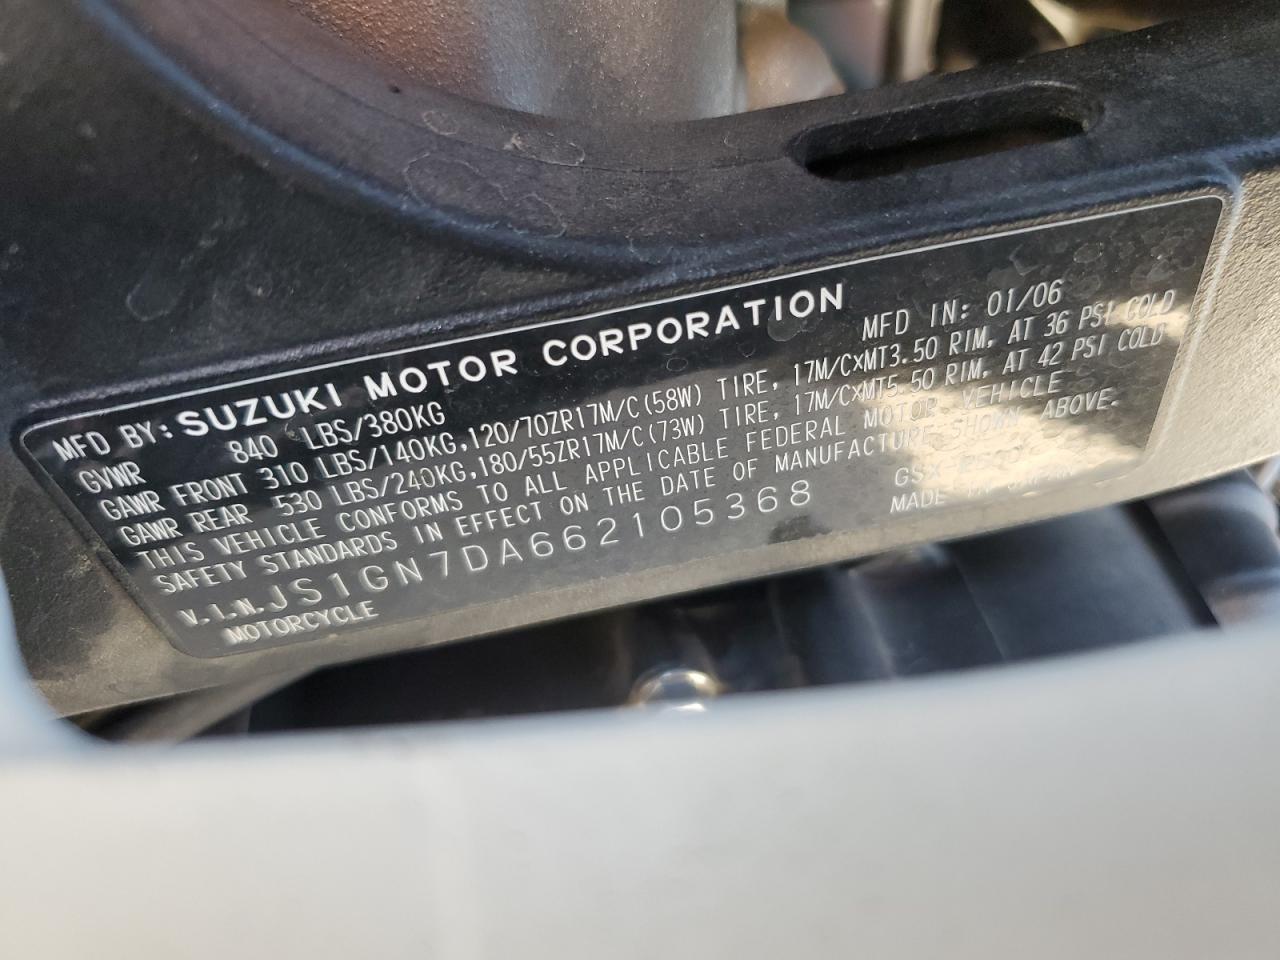 MFD BY: SUZUKI MOTOR CORPORATION
MFD IN: 01/06
GVWR 840 LBS/380KG
GAWR FRONT 310 LBS/140KG, 120/70ZR17M/C(58W) TIRE, 17M/CxMT3.50 RIM, AT 36 PSI COLD
GAWR REAR 530 LBS/240KG, 180/55ZR17M/C(73W) TIRE, 17M/CxMT5.50 RIM, AT 42 PSI COLD
THIS VEHICLE CONFORMS TO ALL APPLICABLE FEDERAL MOTOR VEHICLE
SAFETY STANDARDS IN EFFECT ON THE DATE OF MANUFACTURE SHOWN ABOVE.
V.I.N. JS1GN7DA662105368
MOTORCYCLE
MADE IN JAPAN